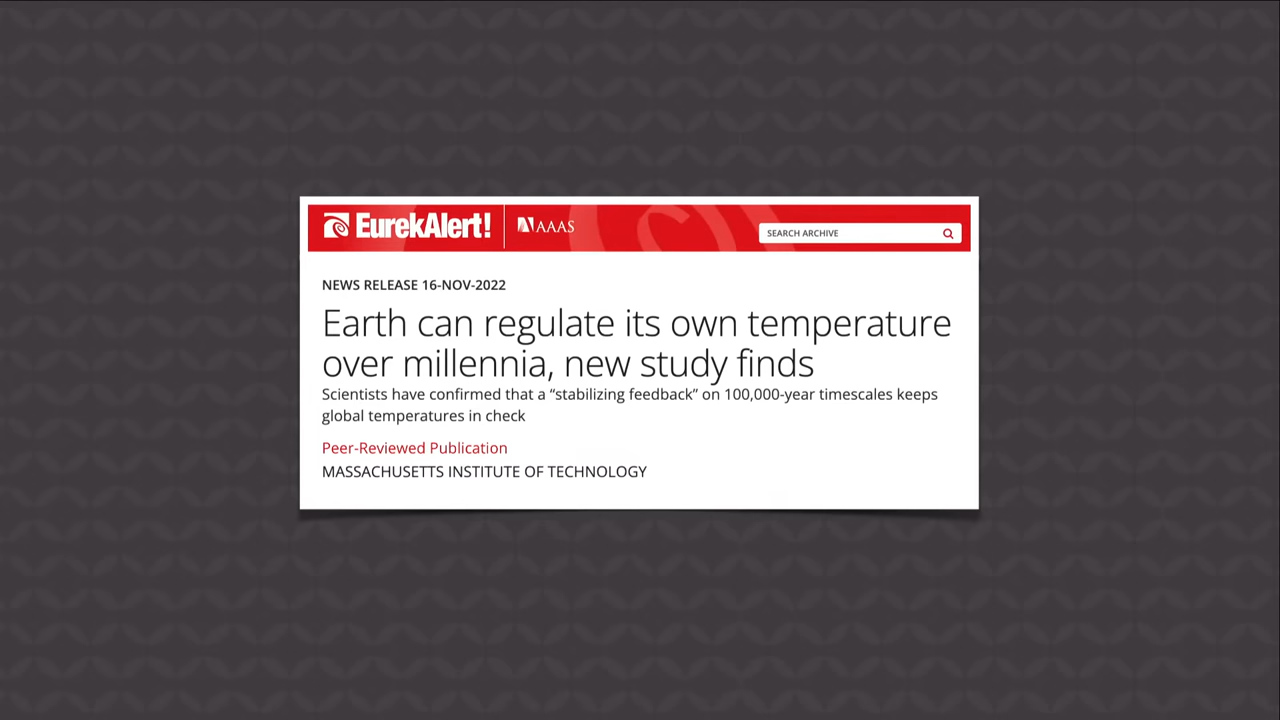 EurekAlert!
AAAS
SEARCH ARCHIVE
NEWS RELEASE 16-NOV-2022
Earth can regulate its own temperature
over millennia, new study finds
Scientists have confirmed that a “stabilizing feedback” on 100,000-year timescales keeps
global temperatures in check
Peer-Reviewed Publication
MASSACHUSETTS INSTITUTE OF TECHNOLOGY